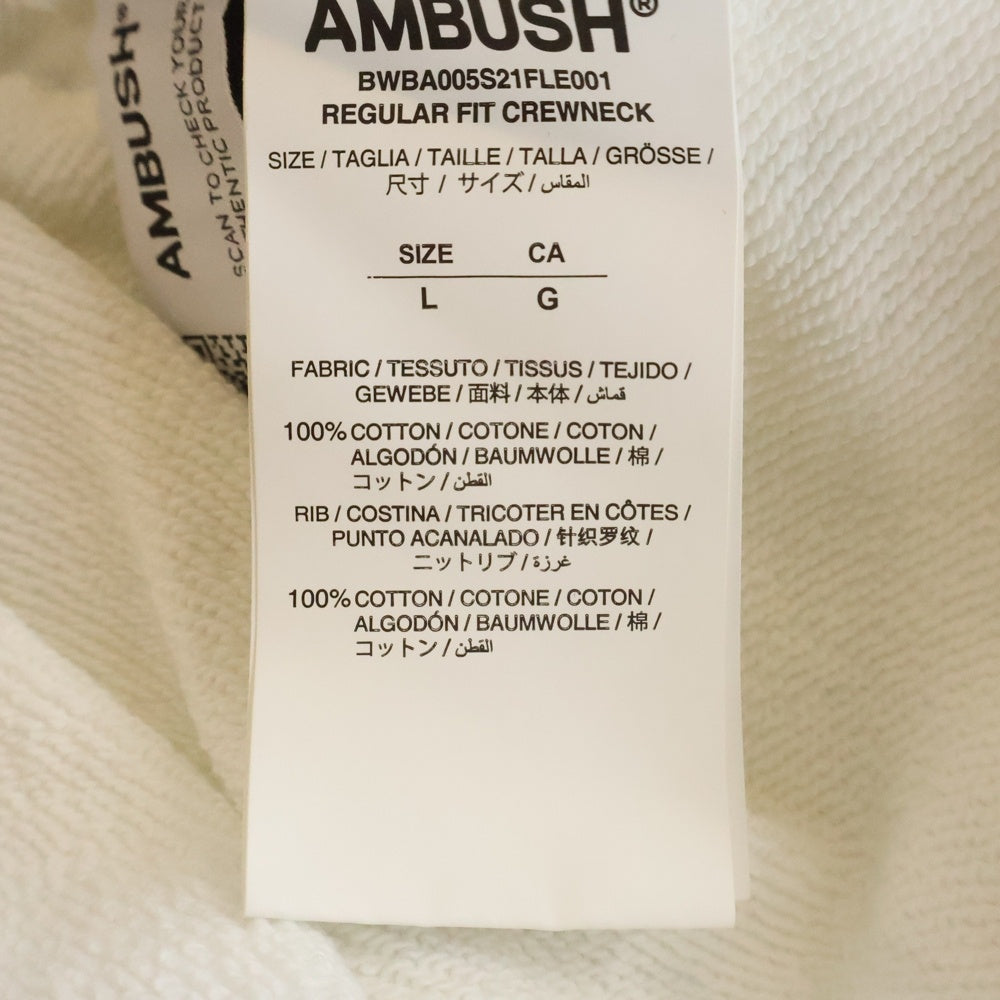 AMBUSH®
BWBA005S21FLE001
REGULAR FIT CREWNECK
SIZE / TAGLIA / TAILLE / TALLA / GRÖSSE /
尺寸 / サイズ / المقاس
SIZE CA
L G
FABRIC / TESSUTO / TISSUS / TEJIDO /
GEWEBE / 面料 / 本体 / قماش
100% COTTON / COTONE / COTON /
ALGODÓN / BAUMWOLLE / 棉 /
コットン / القطن
RIB / COSTINA / TRICOTER EN CÔTES /
PUNTO ACANALADO / 针织罗纹 /
ニットリブ / غرزة
100% COTTON / COTONE / COTON /
ALGODÓN / BAUMWOLLE / 棉 /
コットン / القطن
AMBUSH®
SCAN TO CHECK YOUR
PRODUCT